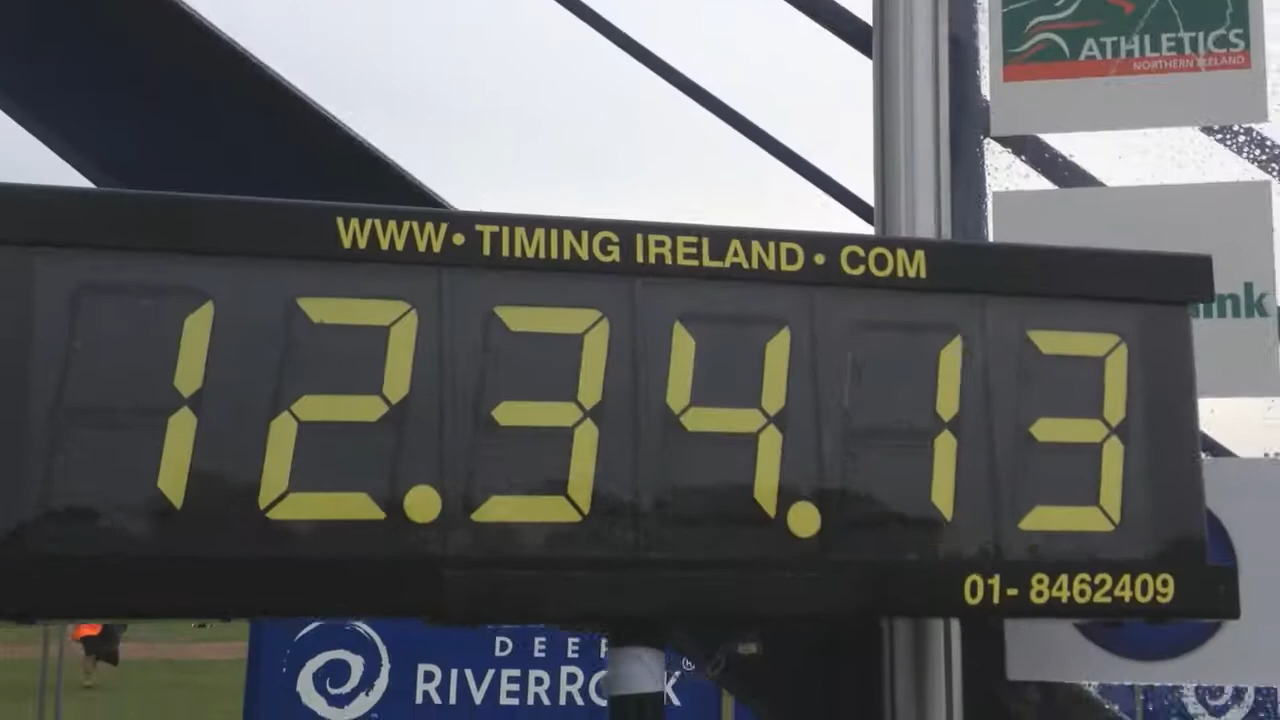 ATHLETICS
NORTHERN IRELAND
WWW• TIMING IRELAND • COM
12.34.13
01- 8462409
DEEP
RIVERROCK
®